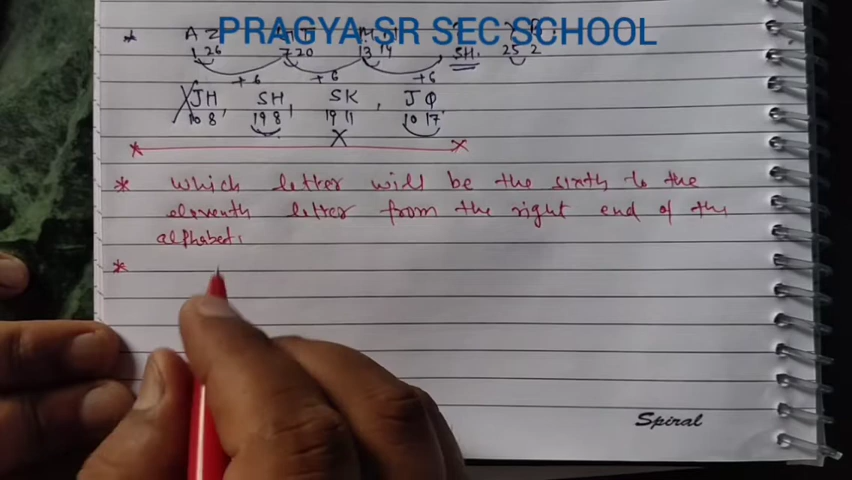 PRAGYA SR SEC SCHOOL
* A Z
1 26 7 20 13 14 SH, 25 2
+6 +6 +6
JH, SH, SK, JQ,
10 8 19 8 19 11 10 17
* which letter will be the sixth to the
eleventh letter from the right end of the
alphabet.
*
Spiral